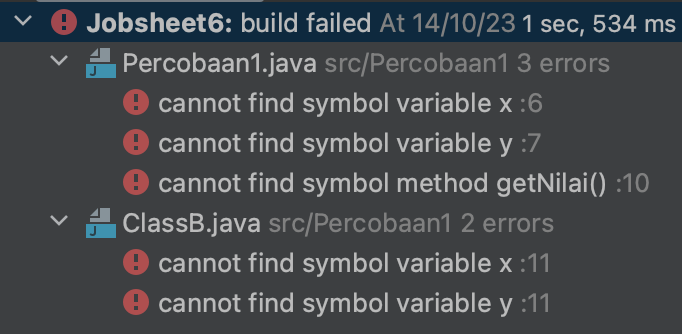 Jobsheet6: build failed At 14/10/23 1 sec, 534 ms
Percobaan1.java src/Percobaan1 3 errors
cannot find symbol variable x :6
cannot find symbol variable y :7
cannot find symbol method getNilai() :10
ClassB.java src/Percobaan1 2 errors
cannot find symbol variable x :11
cannot find symbol variable y :11